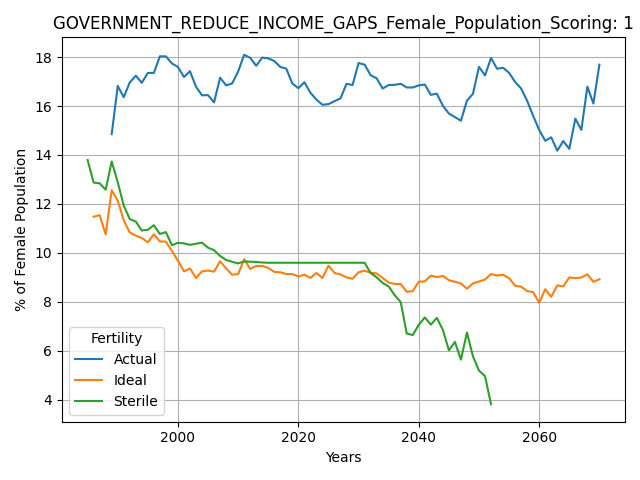 GOVERNMENT_REDUCE_INCOME_GAPS_Female_Population_Scoring: 1
% of Female Population
18
16
14
12
10
8
6
4
Fertility
Actual
Ideal
Sterile
2000 2020 2040 2060
Years